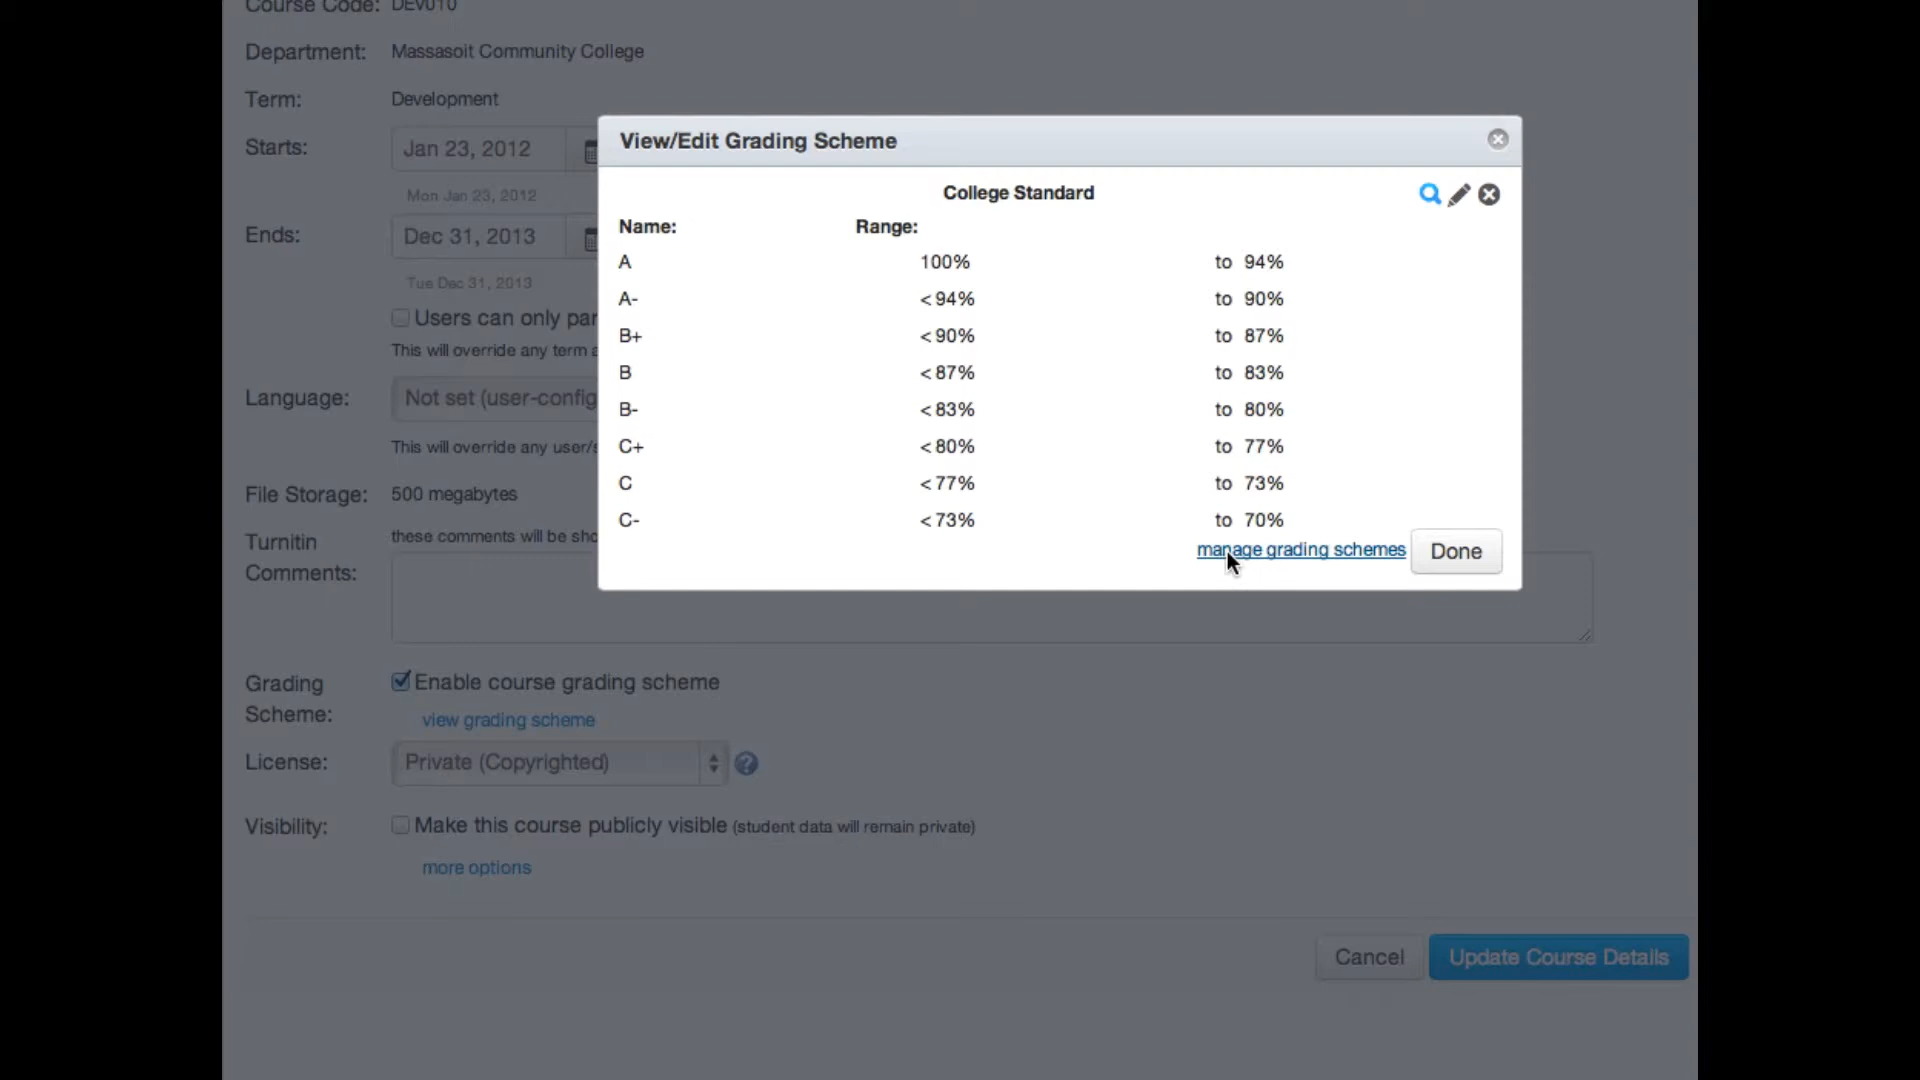 Course Code: DEV010
Department: Massasoit Community College
Term: Development
Starts: Jan 23, 2012
Mon Jan 23, 2012
Ends: Dec 31, 2013
Tue Dec 31, 2013
Users can only par
This will override any term a
Language: Not set (user-config
This will override any user/s
File Storage: 500 megabytes
Turnitin Comments: these comments will be sho
Grading Scheme: Enable course grading scheme
view grading scheme
License: Private (Copyrighted)
Visibility: Make this course publicly visible (student data will remain private)
more options
Cancel Update Course Details
View/Edit Grading Scheme
College Standard
Name: Range:
A 100% to 94%
A- <94% to 90%
B+ <90% to 87%
B <87% to 83%
B- <83% to 80%
C+ <80% to 77%
C <77% to 73%
C- <73% to 70%
manage grading schemes Done